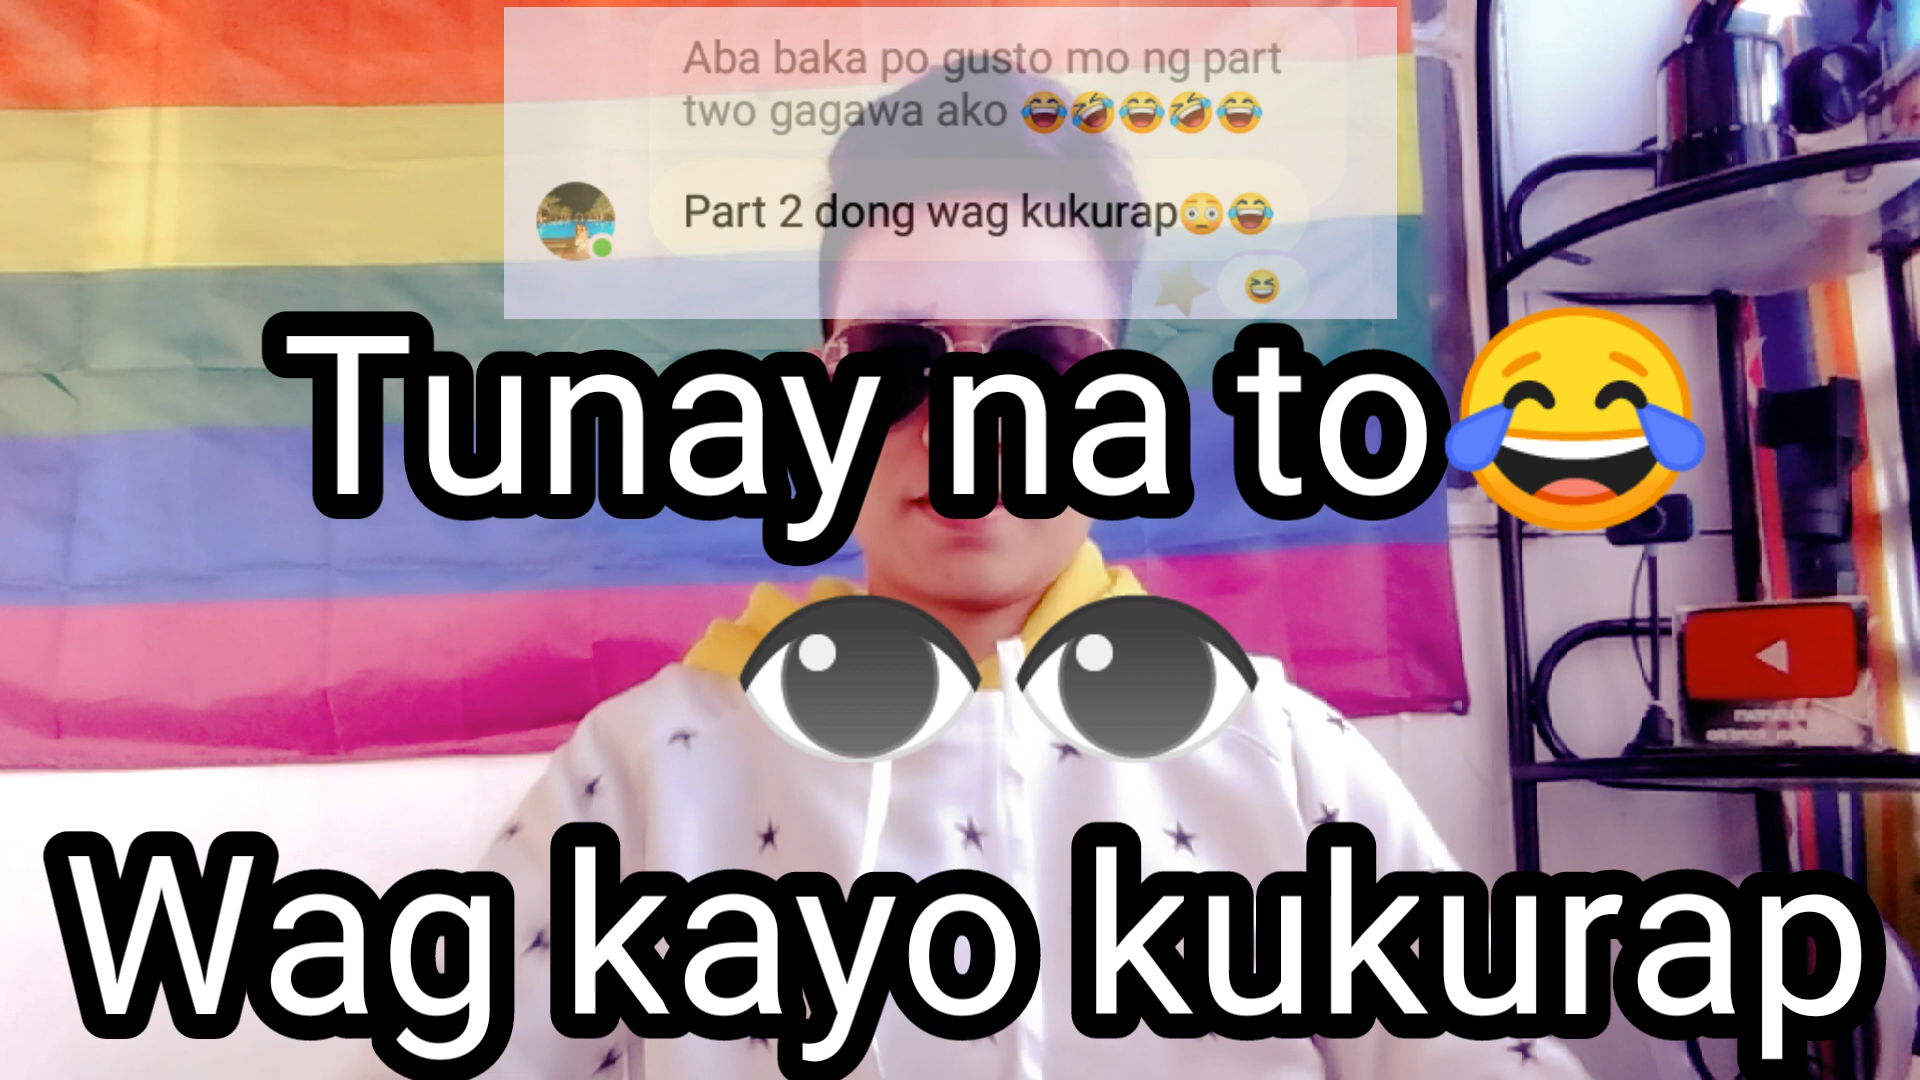 Aba baka po gusto mo ng part
two gagawa ako 😂🤣😂🤣😂
Part 2 dong wag kukurap😳😂
Tunay na to😂
Wag kayo kukurap